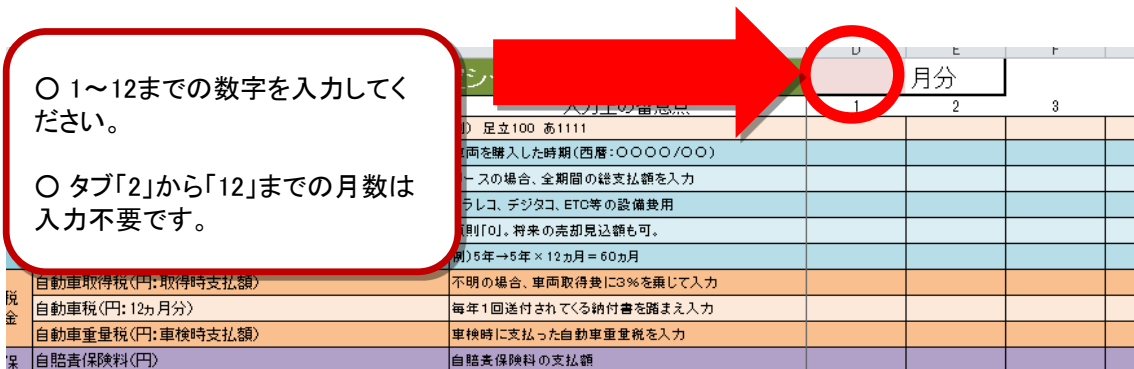 ○ 1～12までの数字を入力してく
ださい。
○ タブ「2」から「12」までの月数は
入力不要です。
D E F
月分
入力上の留意点 1 2 3
足立100 あ1111
車両を購入した時期(西暦:○○○○/○○)
リースの場合、全期間の総支払額を入力
ドラレコ、デジタコ、ETC等の設備費用
原則「0」。将来の売却見込額も可。
例)5年→5年×12ヵ月=60ヵ月
税金
自動車取得税(円:取得時支払額) 不明の場合、車両取得費に3%を乗じて入力
自動車税(円:12ヶ月分) 毎年1回送付されてくる納付書を踏まえ入力
自動車重量税(円:車検時支払額) 車検時に支払った自動車重量税を入力
保 自賠責保険料(円) 自賠責保険料の支払額